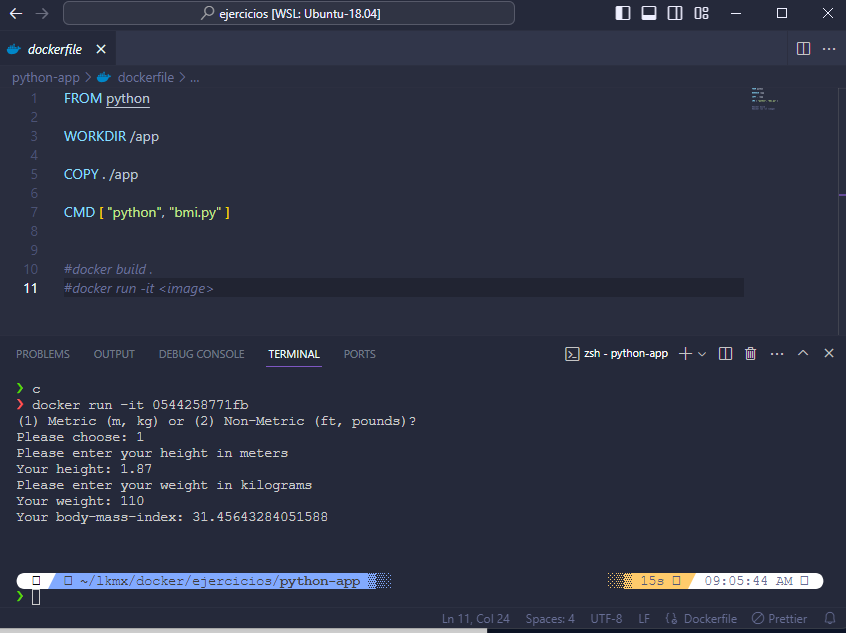 ejercicios [WSL: Ubuntu-18.04]
dockerfile
python-app > dockerfile > ...
1 FROM python
2
3 WORKDIR /app
4
5 COPY . /app
6
7 CMD [ "python", "bmi.py" ]
8
9
10 #docker build .
11 #docker run -it <image>
PROBLEMS OUTPUT DEBUG CONSOLE TERMINAL PORTS zsh - python-app
❯ c
❯ docker run -it 0544258771fb
(1) Metric (m, kg) or (2) Non-Metric (ft, pounds)?
Please choose: 1
Please enter your height in meters
Your height: 1.87
Please enter your weight in kilograms
Your weight: 110
Your body-mass-index: 31.45643284051588
~/lkmx/docker/ejercicios/python-app 15s 09:05:44 AM
❯
Ln 11, Col 24 Spaces: 4 UTF-8 LF Dockerfile Prettier